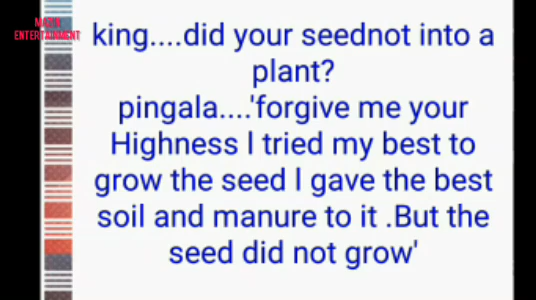 MAZII
ENTERTAINMENT
king....did your seednot into a
plant?
pingala....'forgive me your
Highness I tried my best to
grow the seed I gave the best
soil and manure to it .But the
seed did not grow'